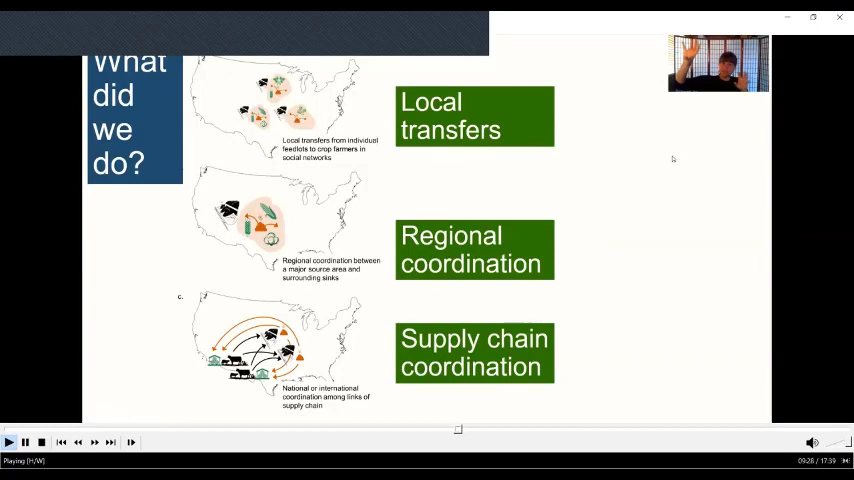 What
did
we
do?
Local transfers from individual
feedlots to crop farmers in
social networks
Local
transfers
Regional coordination between
a major source area and
surrounding sinks
Regional
coordination
c.
National or international
coordination among links of
supply chain
Supply chain
coordination
Playing [H/W]
09:28 / 17:39